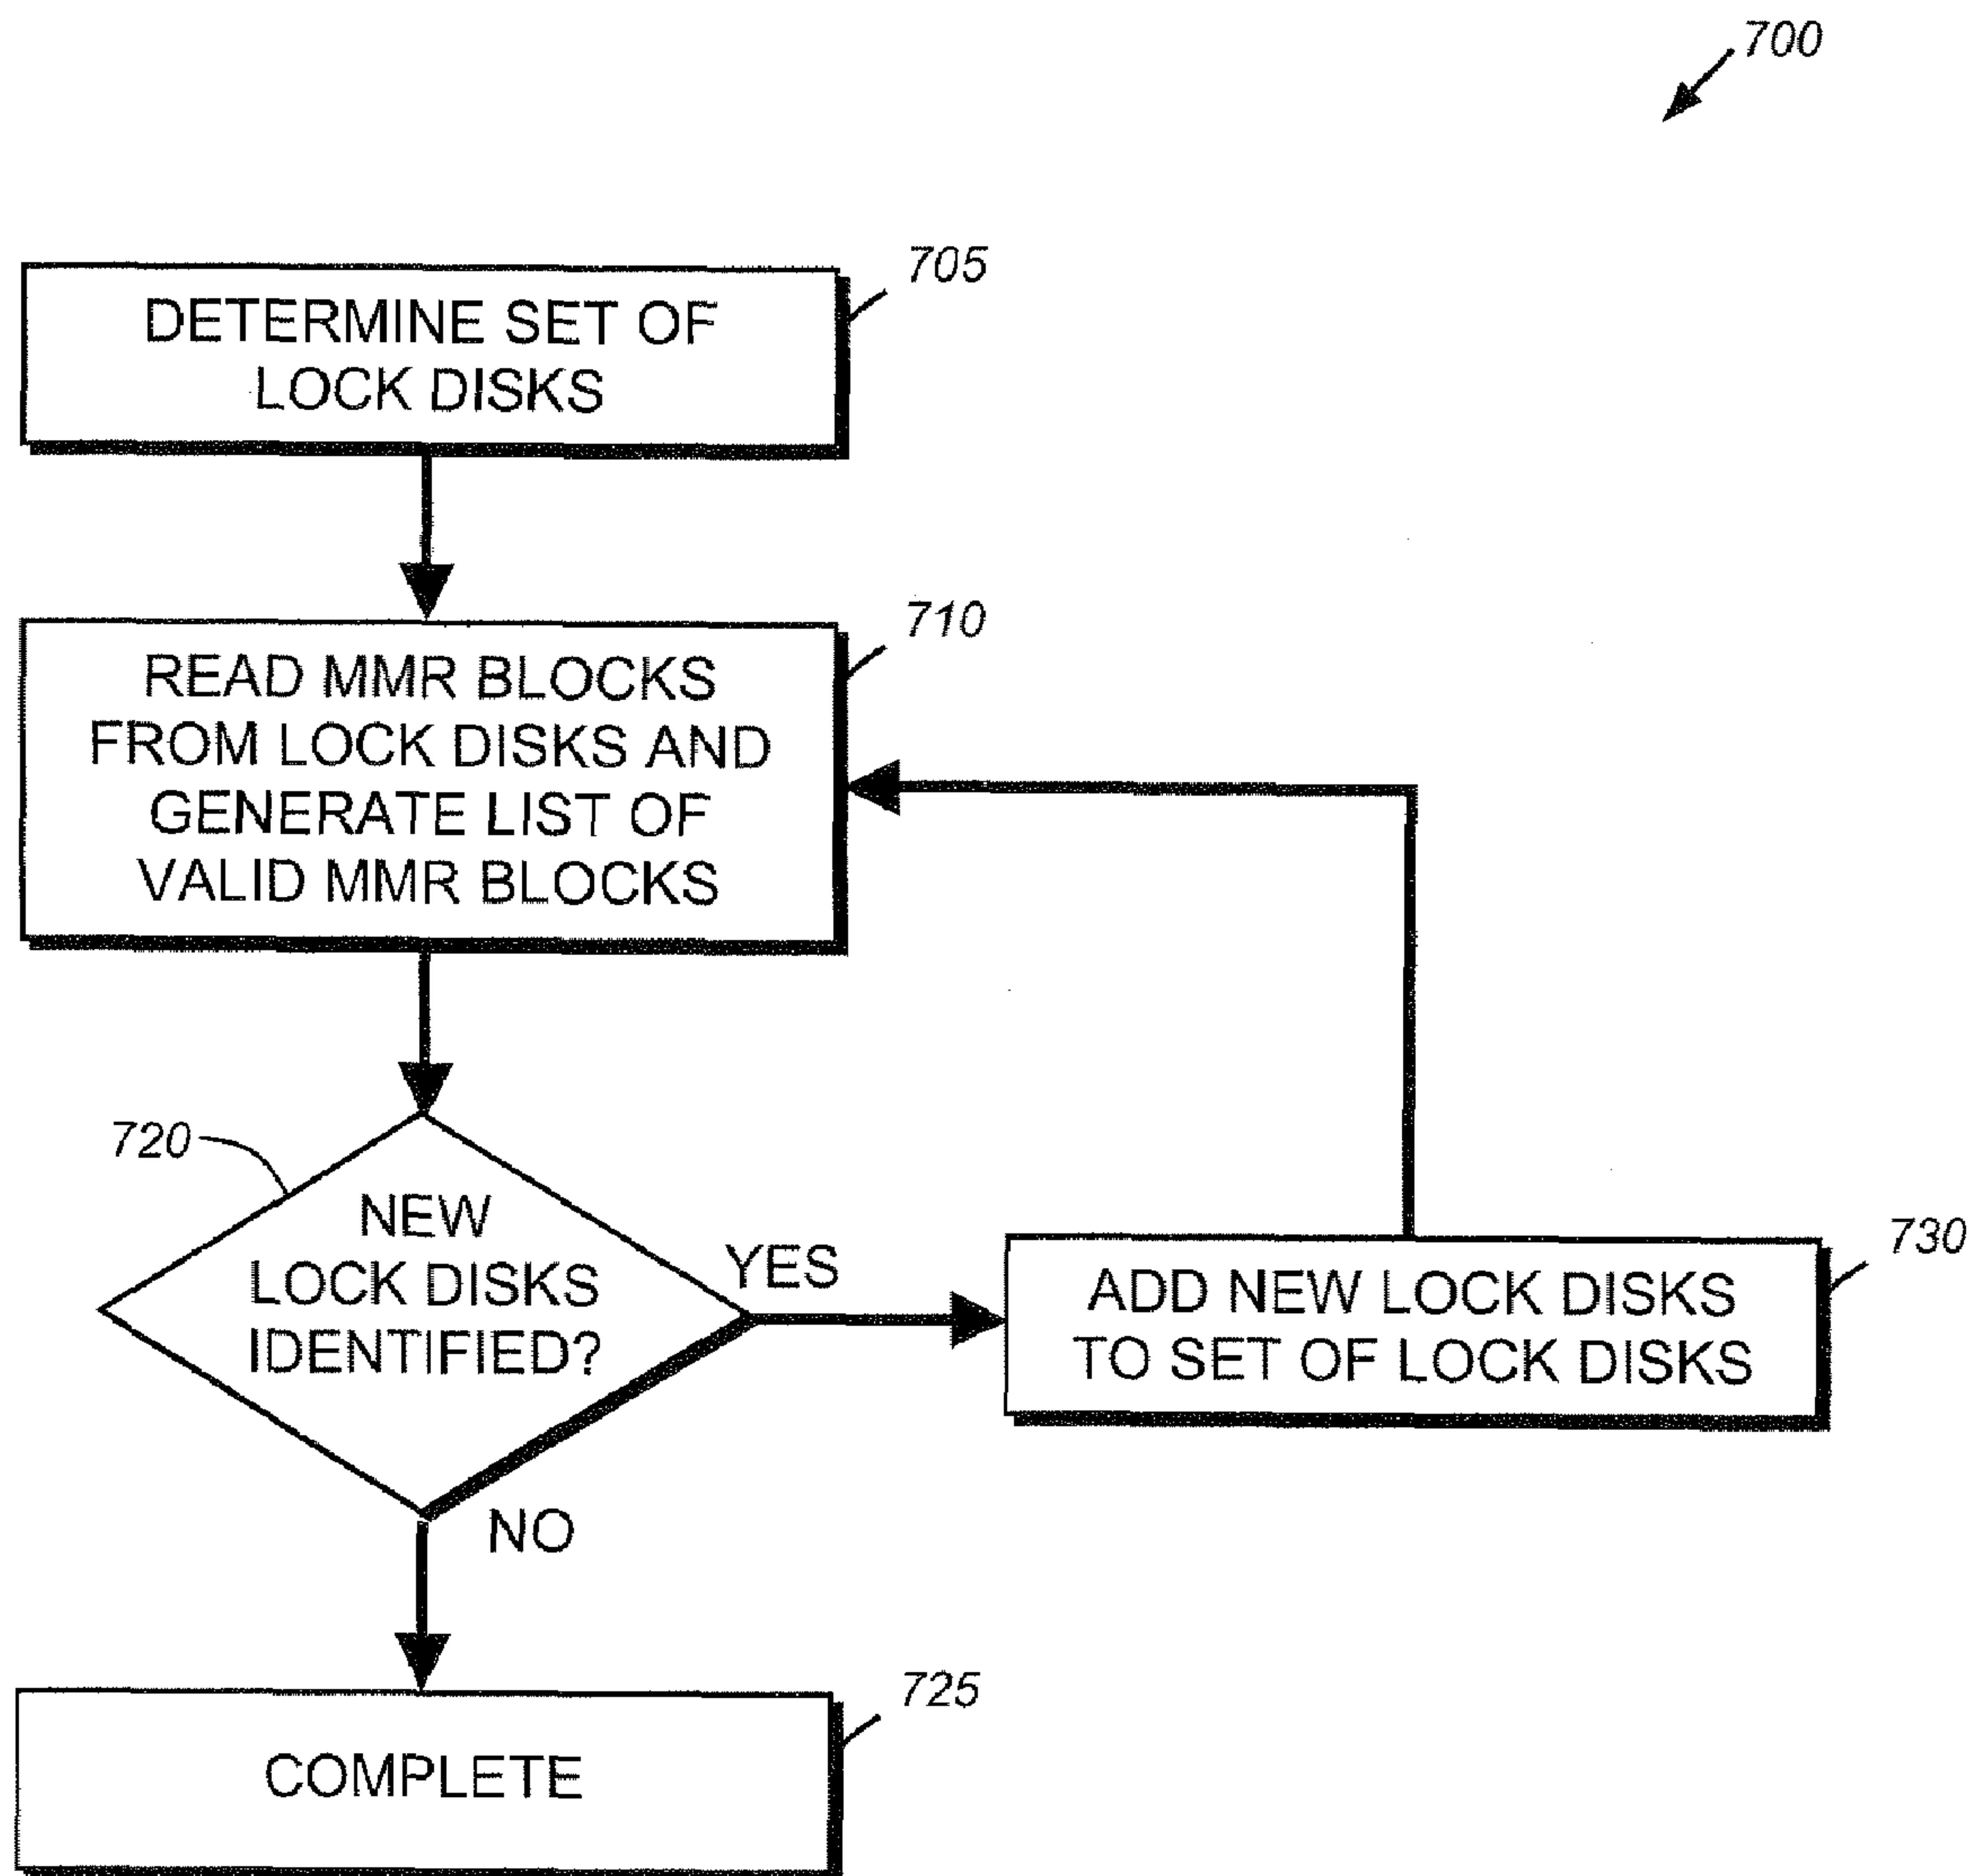 700
705
DETERMINE SET OF
LOCK DISKS
710
READ MMR BLOCKS
FROM LOCK DISKS AND
GENERATE LIST OF
VALID MMR BLOCKS
720
NEW
LOCK DISKS
IDENTIFIED?
YES
730
ADD NEW LOCK DISKS
TO SET OF LOCK DISKS
NO
725
COMPLETE